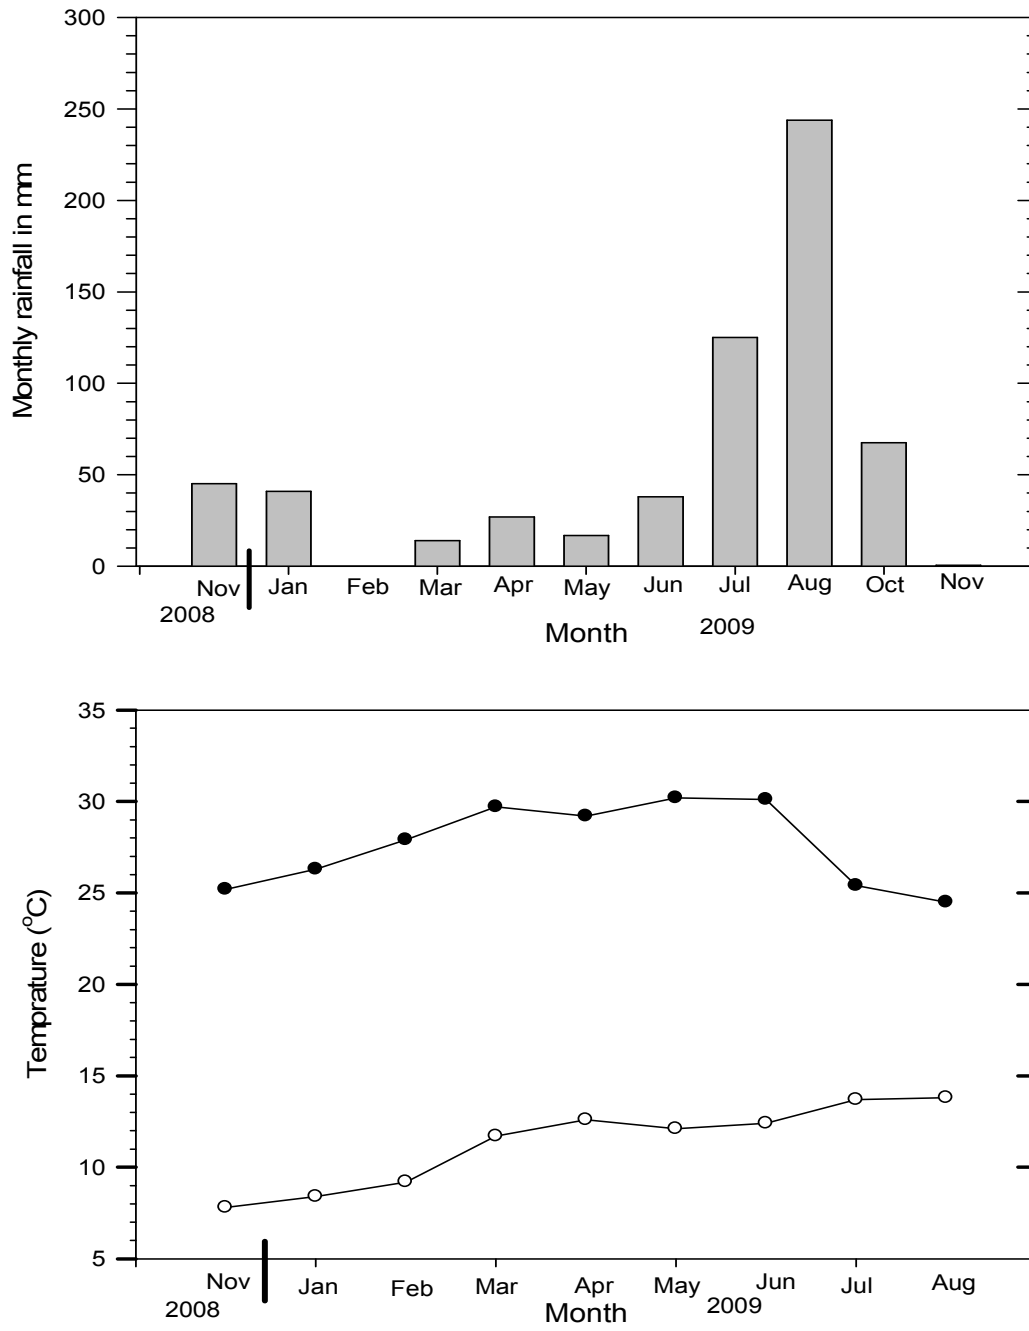 300
250
200
150
100
50
0
Monthly rainfall in mm
Nov Jan Feb Mar Apr May Jun Jul Aug Oct Nov
2008 2009
Month
35
30
25
20
15
10
5
Temprature (°C)
Nov Jan Feb Mar Apr May Jun Jul Aug
2008 2009
Month